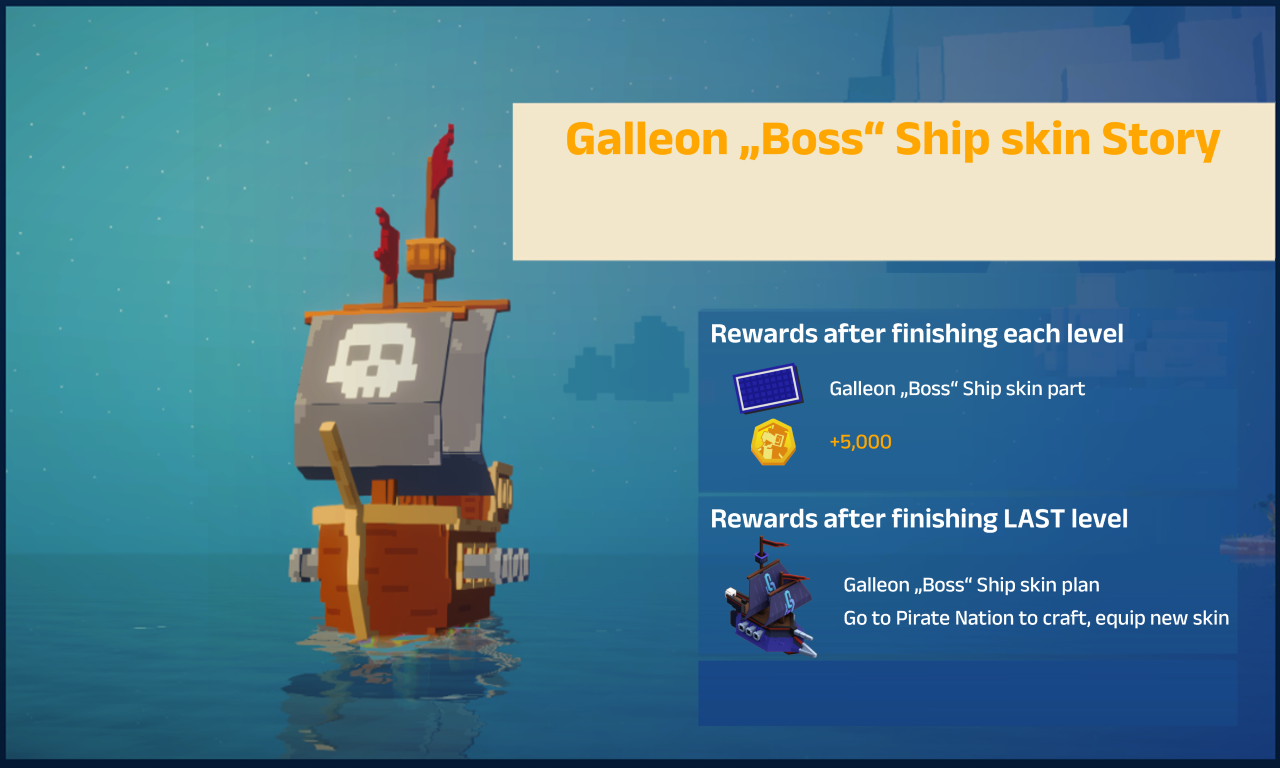 Galleon „Boss“ Ship skin Story
Rewards after finishing each level
Galleon „Boss“ Ship skin part
+5,000
Rewards after finishing LAST level
Galleon „Boss“ Ship skin plan
Go to Pirate Nation to craft, equip new skin